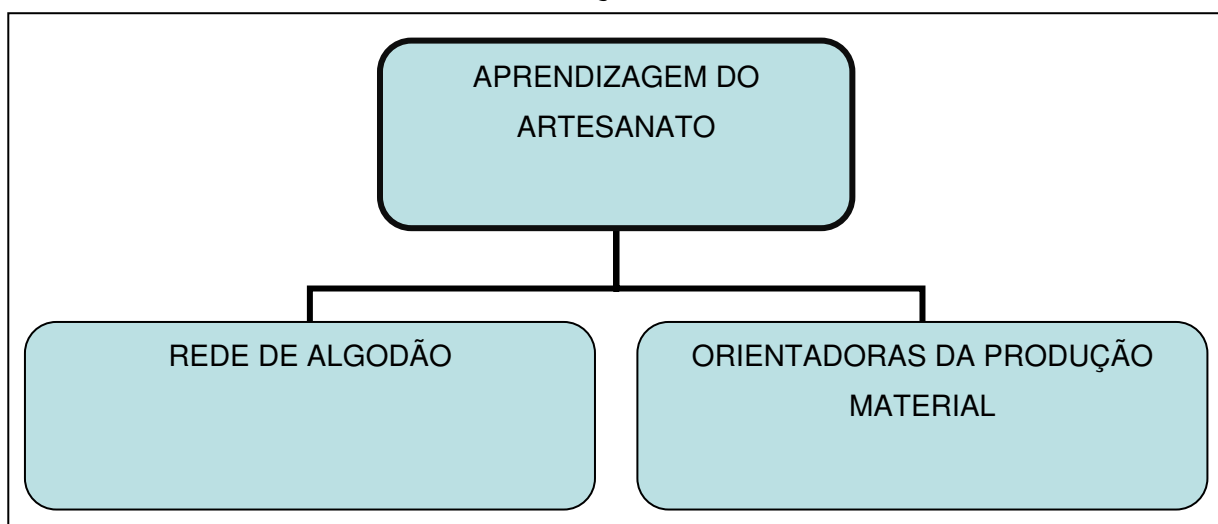 APRENDIZAGEM DO
ARTESANATO
REDE DE ALGODÃO
ORIENTADORAS DA PRODUÇÃO
MATERIAL